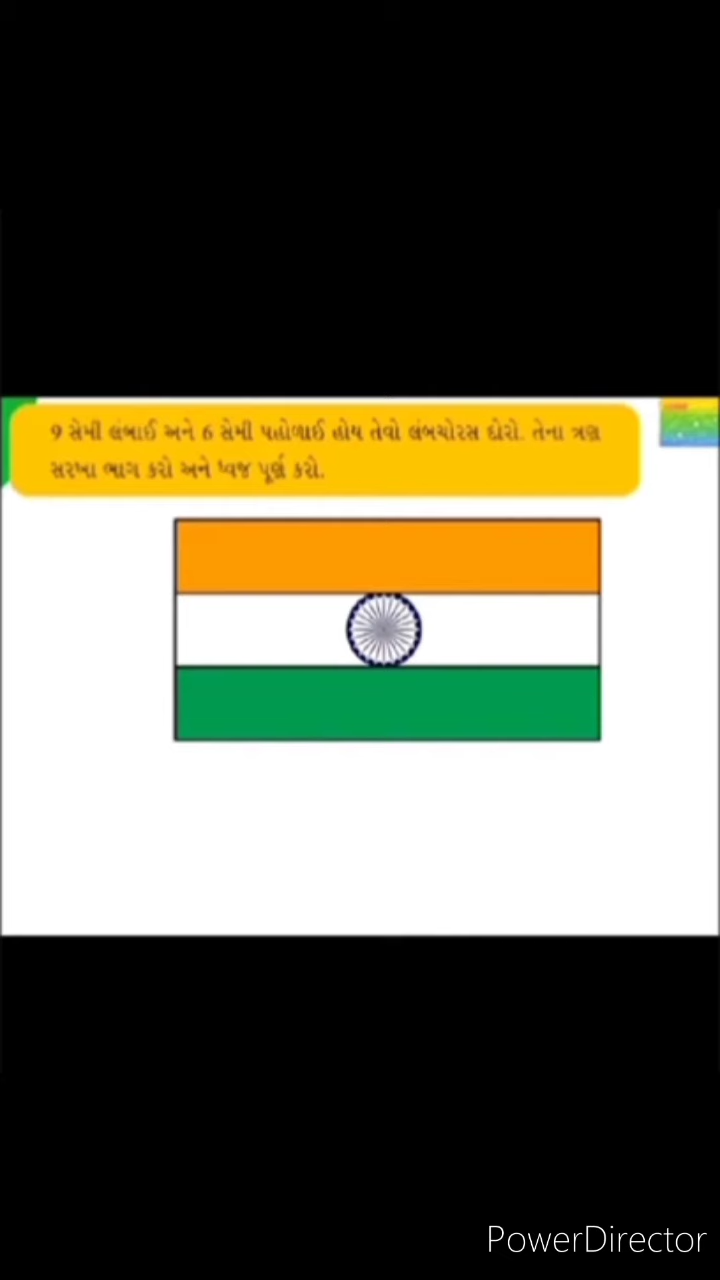 9 સેમી લંબાઈ અને 6 સેમી પહોળાઈ હોય તેવો લંબચોરસ દોરો. તેના ત્રણ
સરખા ભાગ કરો અને ધ્વજ પૂર્ણ કરો.
PowerDirector